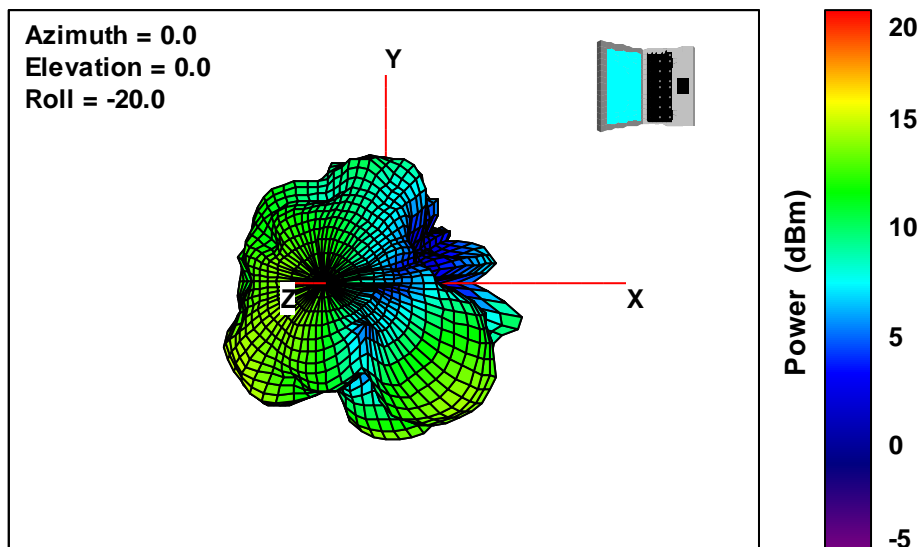 Azimuth = 0.0
Elevation = 0.0
Roll = -20.0
Y
Z
X
Power (dBm)
20
15
10
5
0
-5